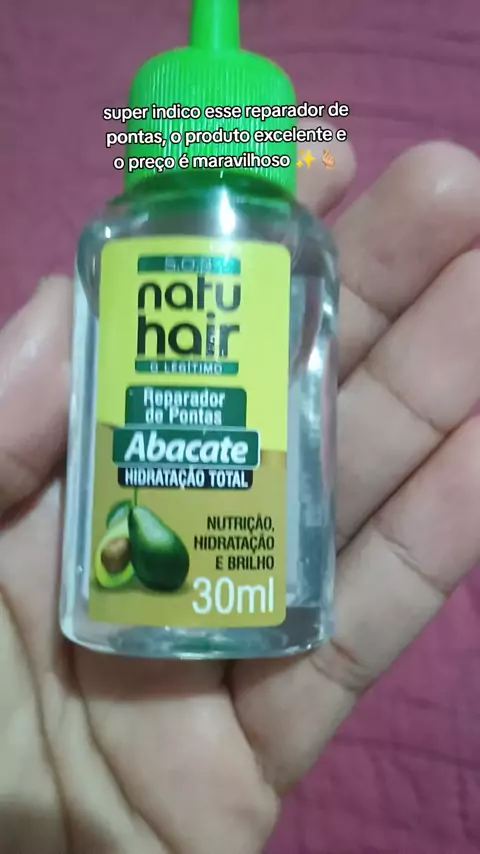 super indico esse reparador de
pontas, o produto excelente e
o preço é maravilhoso ✨🫰🏼
S.O.S
natu
hair
O LEGÍTIMO
Reparador
de Pontas
Abacate
HIDRATAÇÃO TOTAL
NUTRIÇÃO,
HIDRATAÇÃO
E BRILHO
30ml